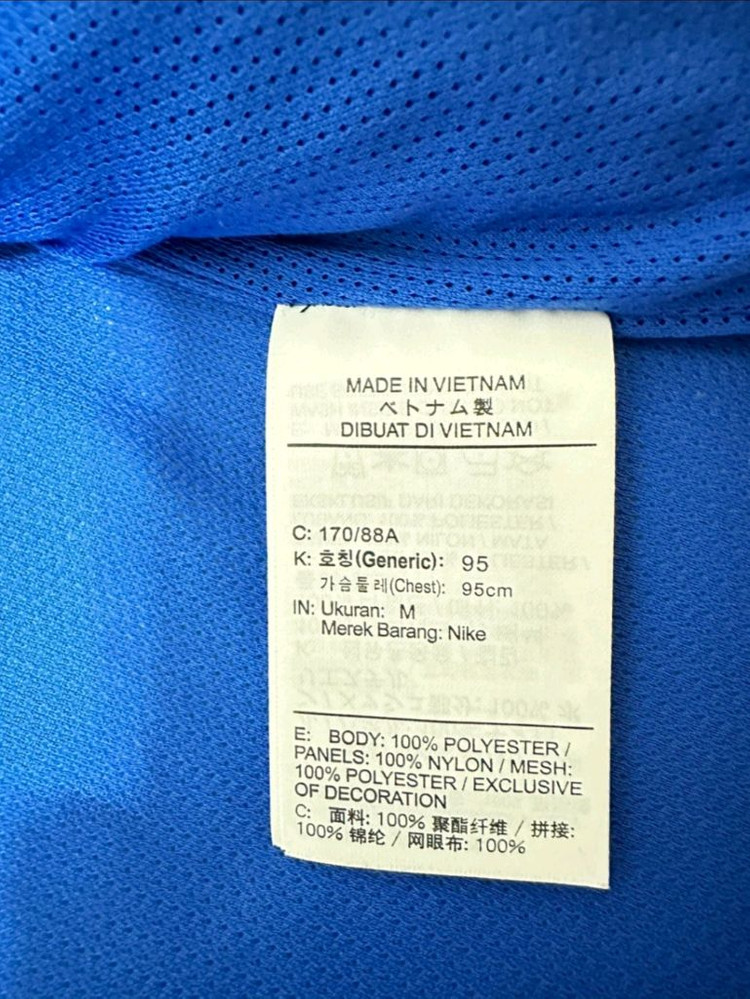 MADE IN VIETNAM
ベトナム製
DIBUAT DI VIETNAM
C: 170/88A
K: 호칭(Generic): 95
가슴둘레(Chest): 95cm
IN: Ukuran: M
Merek Barang: Nike
E: BODY: 100% POLYESTER /
PANELS: 100% NYLON / MESH:
100% POLYESTER / EXCLUSIVE
OF DECORATION
C: 面料: 100% 聚酯纤维 / 拼接:
100% 锦纶 / 网眼布: 100%